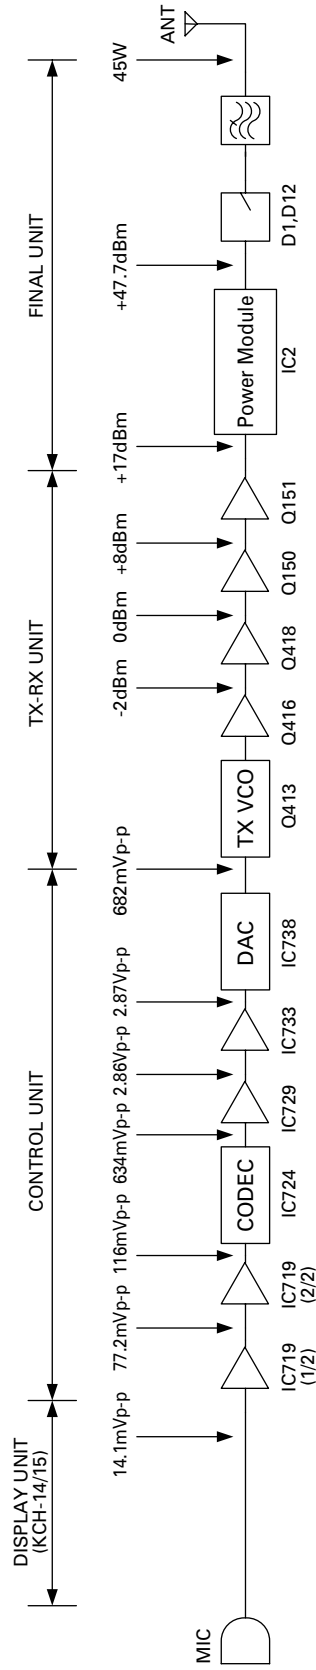 DISPLAY UNIT
(KCH-14/15)
CONTROL UNIT
TX-RX UNIT
FINAL UNIT
14.1mVp-p
77.2mVp-p
116mVp-p
634mVp-p
2.86Vp-p
2.87Vp-p
682mVp-p
-2dBm
0dBm
+8dBm
+17dBm
+47.7dBm
45W
ANT
MIC
CODEC
DAC
TX VCO
Power Module
IC719
(1/2)
IC719
(2/2)
IC724
IC729
IC733
IC738
Q413
Q416
Q418
Q150
Q151
IC2
D1,D12